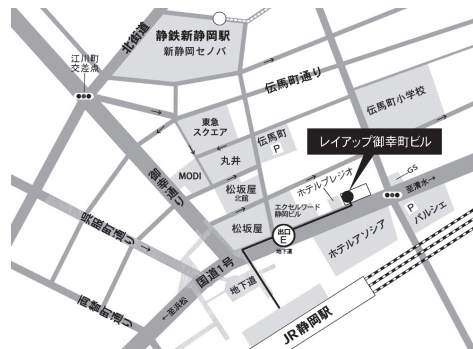 北街道
静鉄新静岡駅
新静岡セノバ
江川町
交差点
伝馬町通り
伝馬町小学校
東急
スクエア
伝馬町
P
レイアップ御幸町ビル
丸井
MODI
御幸通り
松坂屋
北館
ホテルプレジオ
GS
至清水→
エクセルワード
静岡ビル
P
パルシェ
呉服町通り
松坂屋
出口
E
地下道
ホテルアソシア
国道1号
両替町通り
地下道
←至浜松
JR静岡駅